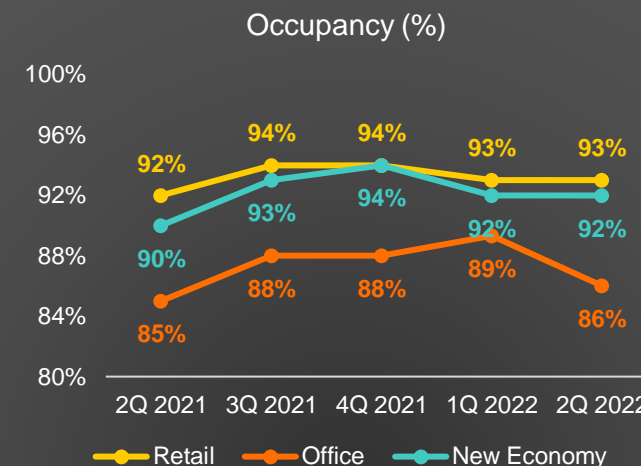 Occupancy (%)
100%
96%
92%
88%
84%
80%
92% 94% 94% 93% 93%
90% 93% 94% 92% 92%
85% 88% 88% 89% 86%
2Q 2021 3Q 2021 4Q 2021 1Q 2022 2Q 2022
Retail Office New Economy